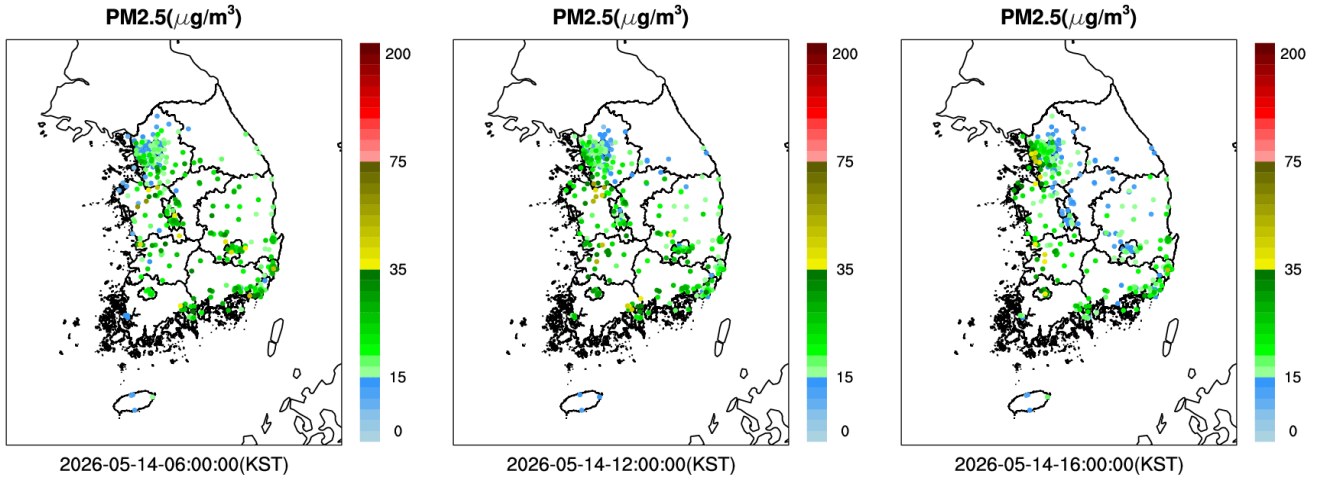 PM2.5(μg/m³) PM2.5(μg/m³) PM2.5(μg/m³)
200 200 200
75 75 75
35 35 35
15 15 15
0 0 0
2026-05-14-06:00:00(KST) 2026-05-14-12:00:00(KST) 2026-05-14-16:00:00(KST)